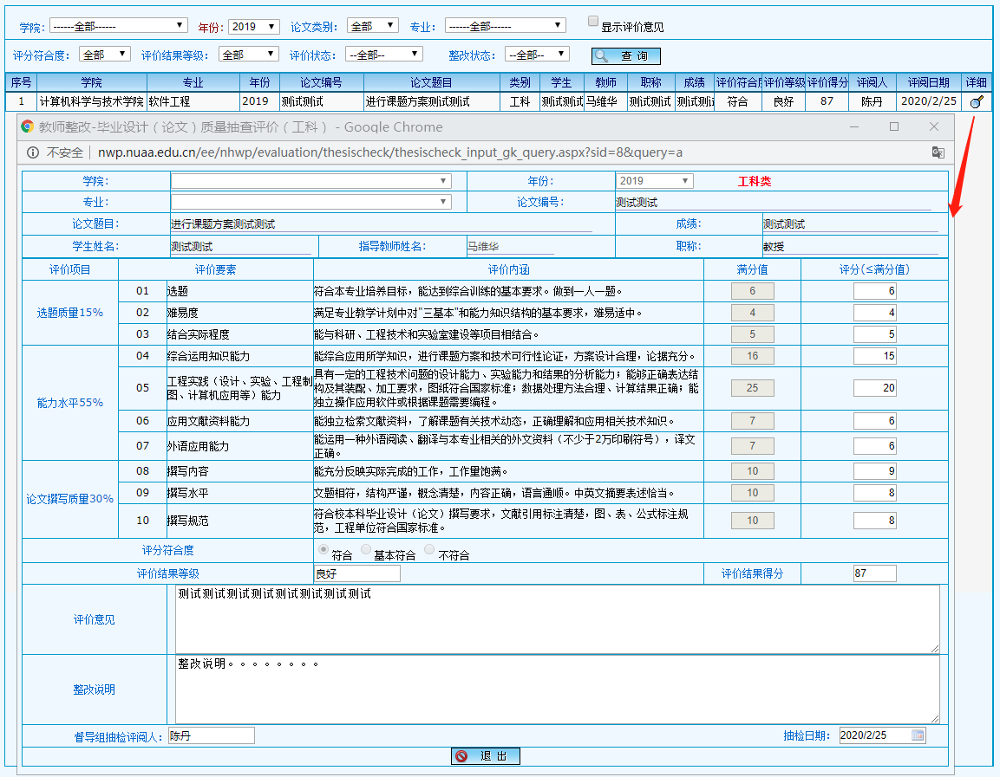 学院: ------全部------ 年份: 2019 论文类别: 全部 专业: ------全部------ 显示评价意见
评分符合度: 全部 评价结果等级: 全部 评价状态: --全部-- 整改状态: --全部-- 查 询
序号 学院 专业 年份 论文编号 论文题目 类别 学生 教师 职称 成绩 评价符合 评价等级 评价得分 评阅人 评阅日期 详细
1 计算机科学与技术学院 软件工程 2019 测试测试 进行课题方案测试测试 工科 测试测试 马维华 测试测试 测试测 符合 良好 87 陈丹 2020/2/25
教师整改-毕业设计（论文）质量抽查评价（工科） - Google Chrome
不安全 | nwp.nuaa.edu.cn/ee/nhwp/evaluation/thesischeck/thesischeck_input_gk_query.aspx?sid=8&query=a
学院: 年份: 2019 工科类
专业: 论文编号: 测试测试
论文题目: 进行课题方案测试测试 成绩: 测试测试
学生姓名: 测试测试 指导教师姓名: 马维华 职称: 教授
评价项目 评价要素 评价内涵 满分值 评分(≤满分值)
选题质量15%
01 选题 符合本专业培养目标，能达到综合训练的基本要求。做到一人一题。 6 6
02 难易度 满足专业教学计划中对"三基本"和能力知识结构的基本要求，难易适中。 4 4
03 结合实际程度 能与科研、工程技术和实验室建设等项目相结合。 5 5
能力水平55%
04 综合运用知识能力 能综合应用所学知识，进行课题方案和技术可行性论证，方案设计合理，论据充分。 16 15
05 工程实践（设计、实验、工程制
图、计算机应用等）能力
具有一定的工程技术问题的设计能力、实验能力和结果的分析能力；能够正确表达结
构及其装配、加工要求，图纸符合国家标准；数据处理方法合理、计算结果正确；能
独立操作应用软件或根据课题需要编程。
25 20
06 应用文献资料能力 能独立检索文献资料，了解课题有关技术动态，正确理解和应用相关技术知识。 7 6
07 外语应用能力 能运用一种外语阅读、翻译与本专业相关的外文资料（不少于2万印刷符号），译文
正确。
7 6
论文撰写质量30%
08 撰写内容 能充分反映实际完成的工作，工作量饱满。 10 9
09 撰写水平 文题相符，结构严谨，概念清楚，内容正确，语言通顺。中英文摘要表述恰当。 10 8
10 撰写规范 符合校本科毕业设计（论文）撰写要求，文献引用标注清楚，图、表、公式标注规
范，工程单位符合国家标准。
10 8
评分符合度 符合 基本符合 不符合
评价结果等级 良好 评价结果得分 87
评价意见 测试测试测试测试测试测试测试测试
整改说明 整改说明。。。。。。。。
督导组抽检评阅人: 陈丹 抽检日期: 2020/2/25
退 出